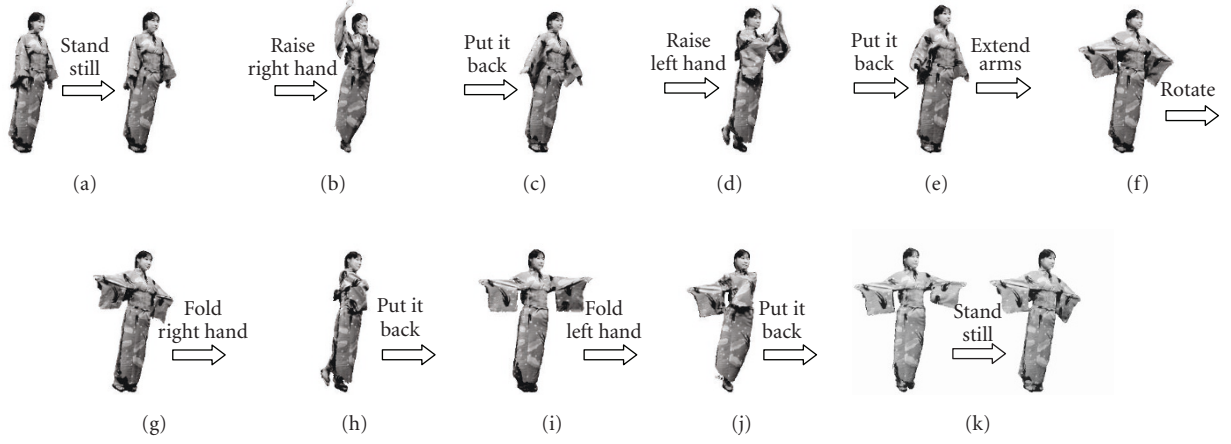 Stand
still
Raise
right hand
Put it
back
Raise
left hand
Put it
back
Extend
arms
Rotate
(a)
(b)
(c)
(d)
(e)
(f)
Fold
right hand
Put it
back
Fold
left hand
Put it
back
Stand
still
(g)
(h)
(i)
(j)
(k)